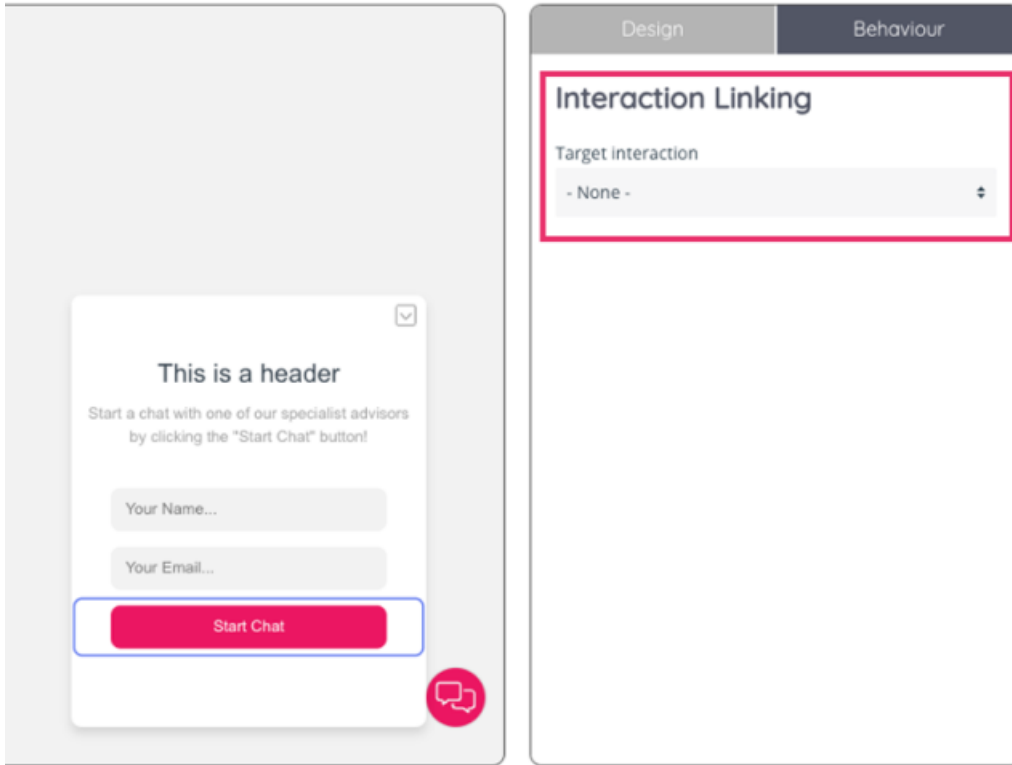 This is a header
Start a chat with one of our specialist advisors
by clicking the "Start Chat" button!
Your Name...
Your Email...
Start Chat
Design
Behaviour
Interaction Linking
Target interaction
- None -